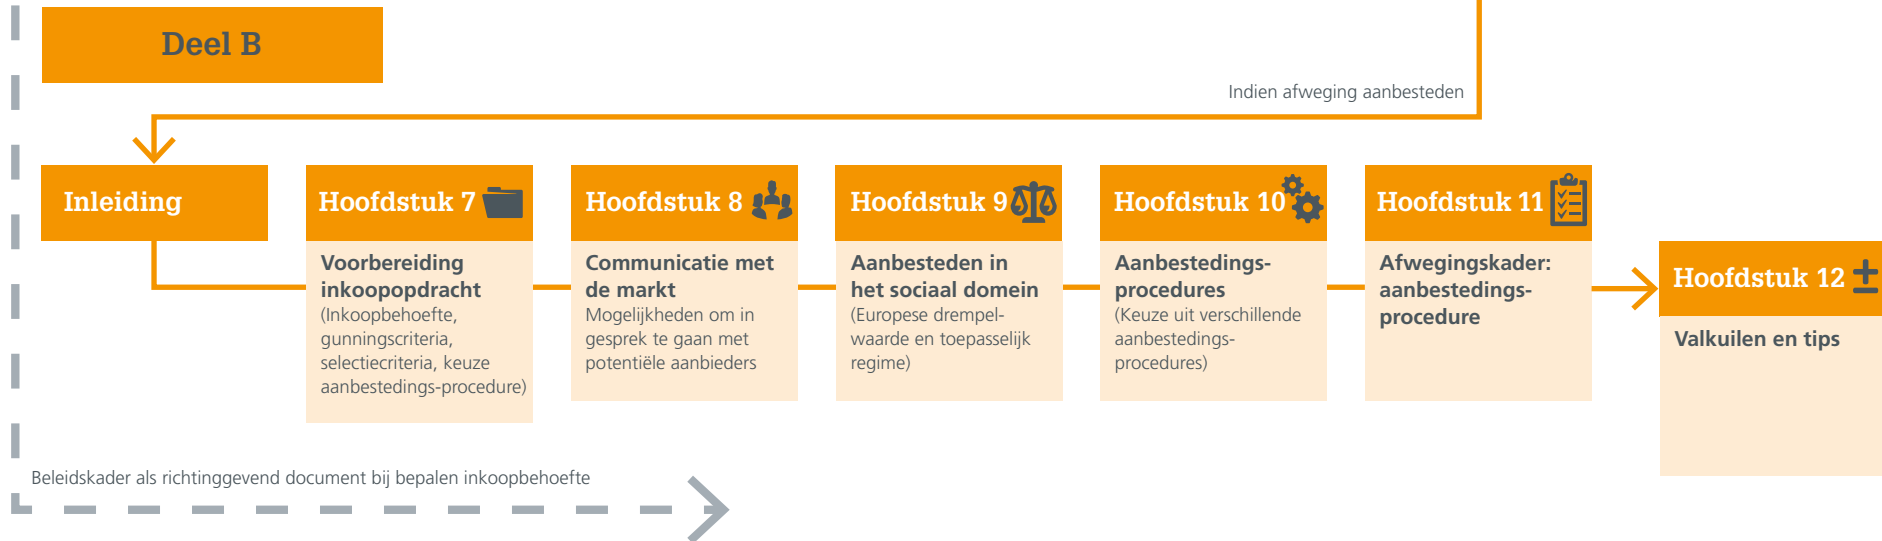 Deel B
Indien afweging aanbesteden
Inleiding
Hoofdstuk 7
Voorbereiding
inkoopopdracht
(Inkoopbehoefte,
gunningscriteria,
selectiecriteria, keuze
aanbestedings-procedure)
Hoofdstuk 8
Communicatie met
de markt
Mogelijkheden om in
gesprek te gaan met
potentiële aanbieders
Hoofdstuk 9
Aanbesteden in
het sociaal domein
(Europese drempel-
waarde en toepasselijk
regime)
Hoofdstuk 10
Aanbestedings-
procedures
(Keuze uit verschillende
aanbestedings-
procedures)
Hoofdstuk 11
Afwegingskader:
aanbestedings-
procedure
Hoofdstuk 12
Valkuilen en tips
Beleidskader als richtinggevend document bij bepalen inkoopbehoefte